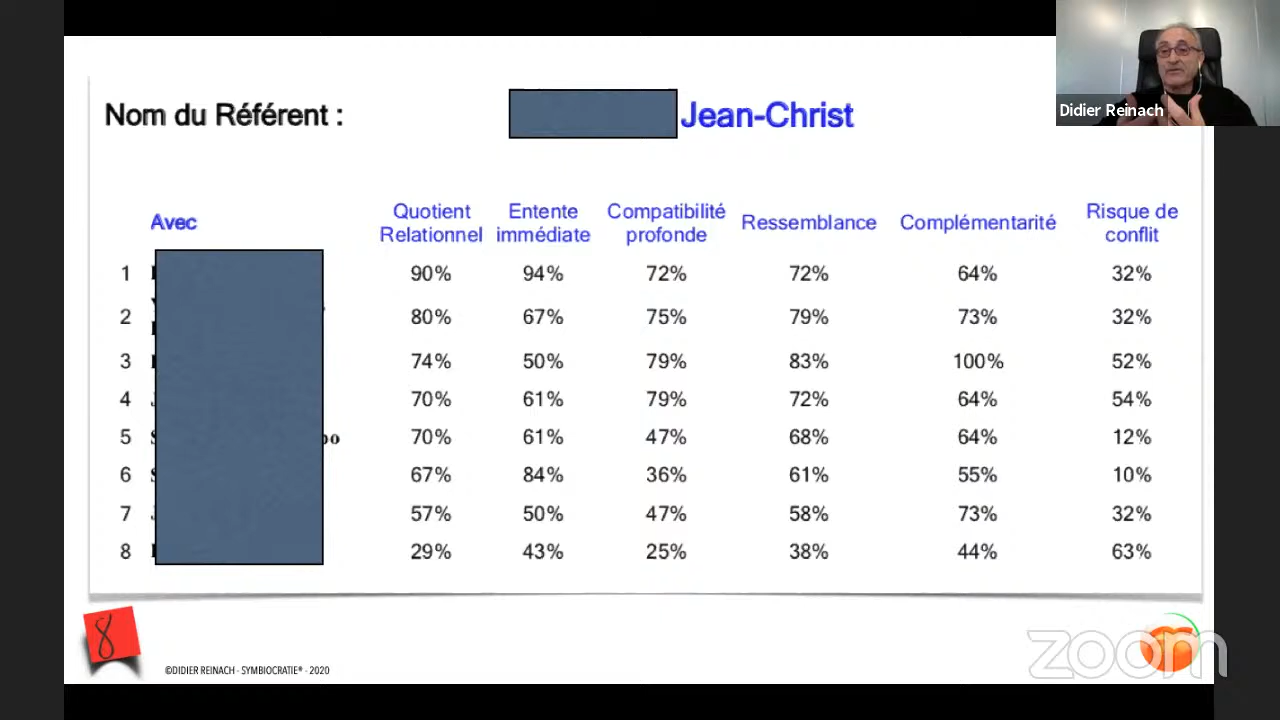 Nom du Référent :
Jean-Christ
Didier Reinach
Avec
Quotient Relationnel
Entente immédiate
Compatibilité profonde
Ressemblance
Complémentarité
Risque de conflit
1 90% 94% 72% 72% 64% 32%
2 80% 67% 75% 79% 73% 32%
3 74% 50% 79% 83% 100% 52%
4 70% 61% 79% 72% 64% 54%
5 70% 61% 47% 68% 64% 12%
6 67% 84% 36% 61% 55% 10%
7 57% 50% 47% 58% 73% 32%
8 29% 43% 25% 38% 44% 63%
8
©DIDIER REINACH - SYMBIOCRATIE® - 2020
zoom